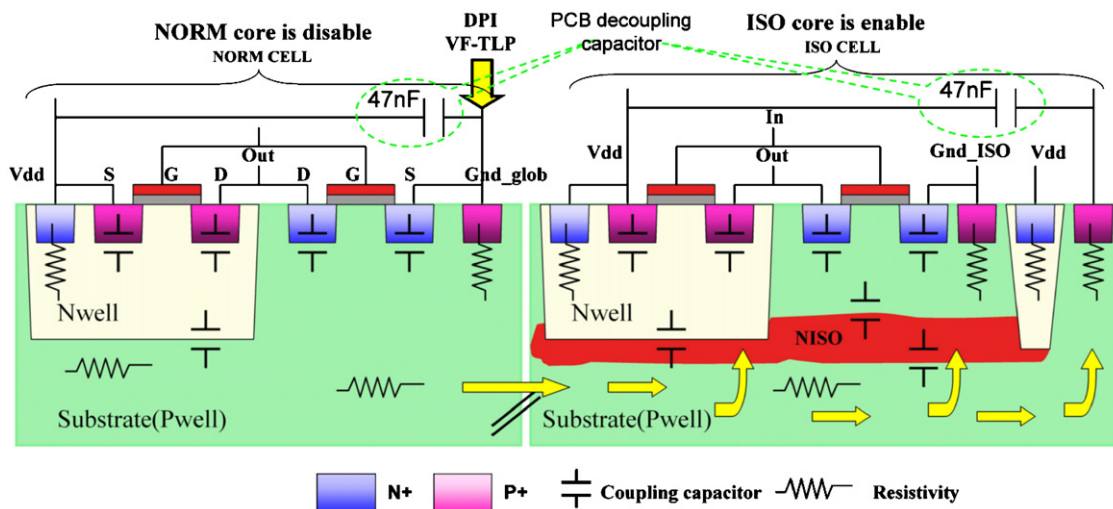 NORM core is disable
NORM CELL
DPI
VF-TLP
PCB decoupling
capacitor
ISO core is enable
ISO CELL
47nF
47nF
In
Out
Vdd
S
G
D
D
G
S
Gnd_glob
Vdd
Out
Gnd_ISO
Vdd
Nwell
Nwell
NISO
Substrate(Pwell)
Substrate(Pwell)
N+
P+
Coupling capacitor
Resistivity